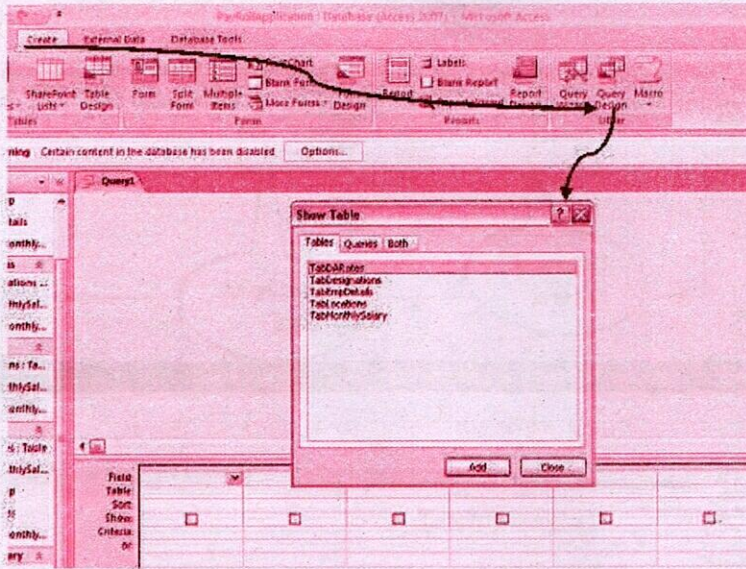 PayRollApplication : Database (Access 2007) - Microsoft Access
Create External Data Database Tools
SharePoint Lists
Table Design
Form
Split Form
Multiple Items
Blank Form
More Forms
Design
Report
Labels
Blank Report
Report
Query
Query Design
Macro
Tables
Forms
Reports
Other
Certain content in the database has been disabled Options...
Query1
Show Table
Tables Queries Both
TabDARates
TabDesignations
TabEmpDetails
TabLocations
TabMonthlySalary
Add Close
Field:
Table:
Sort:
Show:
Criteria:
or: